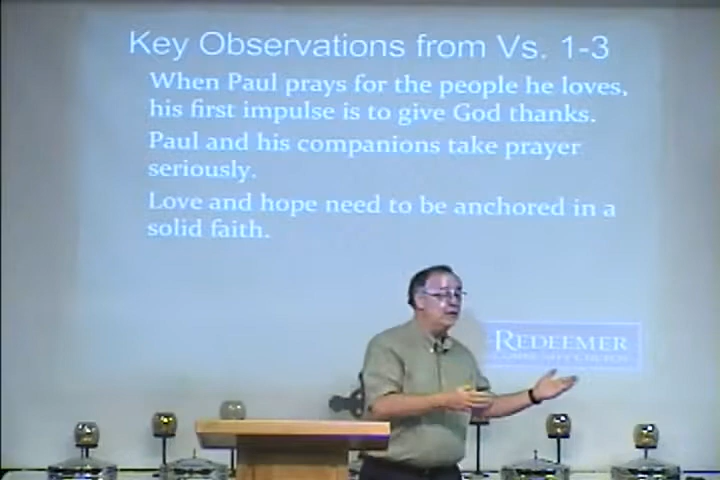 Key Observations from Vs. 1-3
When Paul prays for the people he loves,
his first impulse is to give God thanks.
Paul and his companions take prayer
seriously.
Love and hope need to be anchored in a
solid faith.
REDEEMER
COMMUNITY CHURCH